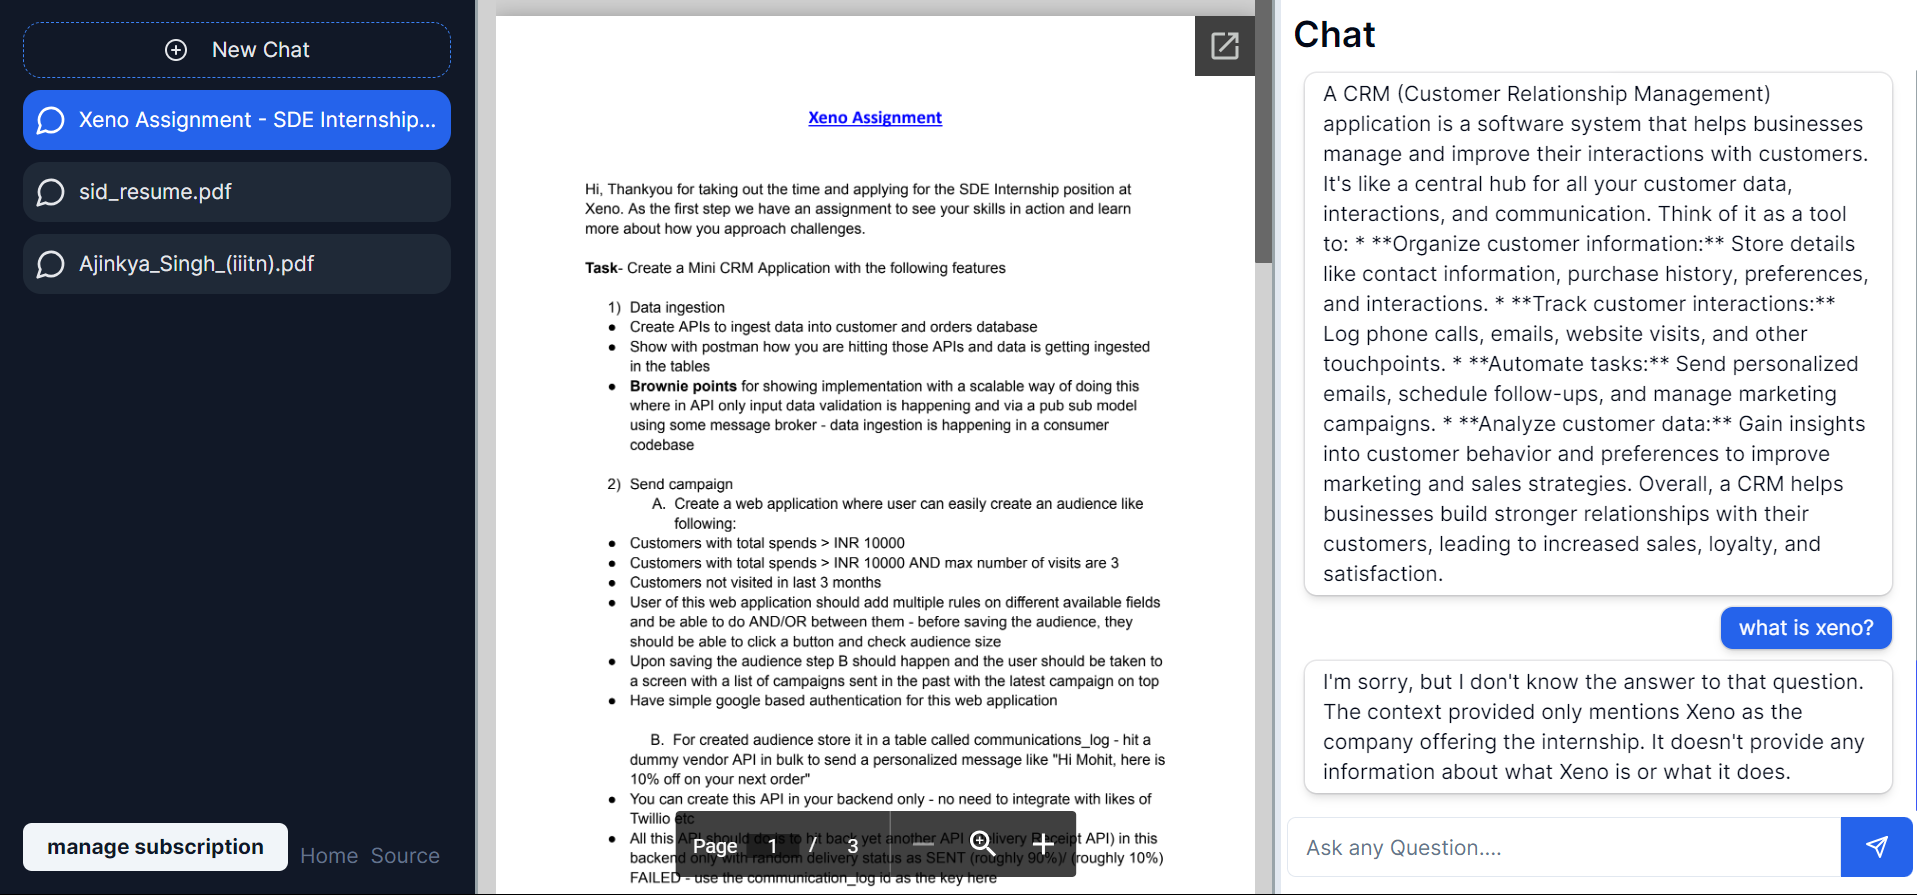 New Chat
Xeno Assignment - SDE Internship...
sid_resume.pdf
Ajinkya_Singh_(iiitn).pdf
manage subscription
Home Source
Xeno Assignment
Hi, Thankyou for taking out the time and applying for the SDE Internship position at
Xeno. As the first step we have an assignment to see your skills in action and learn
more about how you approach challenges.
Task- Create a Mini CRM Application with the following features
1) Data ingestion
● Create APIs to ingest data into customer and orders database
● Show with postman how you are hitting those APIs and data is getting ingested
in the tables
● Brownie points for showing implementation with a scalable way of doing this
where in API only input data validation is happening and via a pub sub model
using some message broker - data ingestion is happening in a consumer
codebase
2) Send campaign
A. Create a web application where user can easily create an audience like
following:
● Customers with total spends > INR 10000
● Customers with total spends > INR 10000 AND max number of visits are 3
● Customers not visited in last 3 months
● User of this web application should add multiple rules on different available fields
and be able to do AND/OR between them - before saving the audience, they
should be able to click a button and check audience size
● Upon saving the audience step B should happen and the user should be taken to
a screen with a list of campaigns sent in the past with the latest campaign on top
● Have simple google based authentication for this web application
B. For created audience store it in a table called communications_log - hit a
dummy vendor API in bulk to send a personalized message like "Hi Mohit, here is
10% off on your next order"
● You can create this API in your backend only - no need to integrate with likes of
Twillio etc
● All this API should do is to hit back yet another API (Delivery Receipt API) in this
backend only with random delivery status as SENT (roughly 90%)/ (roughly 10%)
FAILED - use the communication_log id as the key here
Page 1 / 3
Chat
A CRM (Customer Relationship Management)
application is a software system that helps businesses
manage and improve their interactions with customers.
It's like a central hub for all your customer data,
interactions, and communication. Think of it as a tool
to: * **Organize customer information:** Store details
like contact information, purchase history, preferences,
and interactions. * **Track customer interactions:**
Log phone calls, emails, website visits, and other
touchpoints. * **Automate tasks:** Send personalized
emails, schedule follow-ups, and manage marketing
campaigns. * **Analyze customer data:** Gain insights
into customer behavior and preferences to improve
marketing and sales strategies. Overall, a CRM helps
businesses build stronger relationships with their
customers, leading to increased sales, loyalty, and
satisfaction.
what is xeno?
I'm sorry, but I don't know the answer to that question.
The context provided only mentions Xeno as the
company offering the internship. It doesn't provide any
information about what Xeno is or what it does.
Ask any Question....